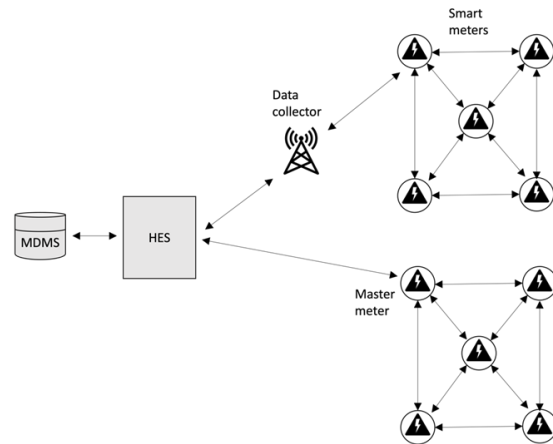 Smart
meters
Data
collector
MDMS
HES
Master
meter